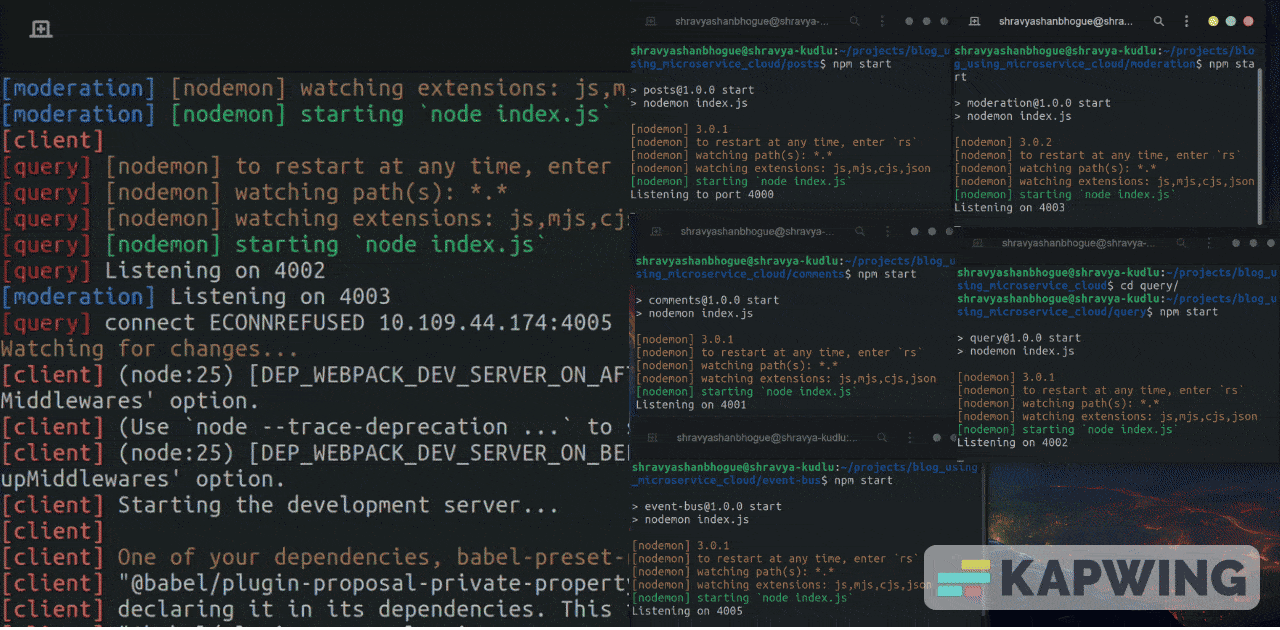 [moderation] [nodemon] watching extensions: js,m
[moderation] [nodemon] starting `node index.js`
[client]
[query] [nodemon] to restart at any time, enter
[query] [nodemon] watching path(s): *.*
[query] [nodemon] watching extensions: js,mjs,cjs
[query] [nodemon] starting `node index.js`
[query] Listening on 4002
[moderation] Listening on 4003
[query] connect ECONNREFUSED 10.109.44.174:4005
Watching for changes...
[client] (node:25) [DEP_WEBPACK_DEV_SERVER_ON_AFT
Middlewares' option.
[client] (Use `node --trace-deprecation ...` to s
[client] (node:25) [DEP_WEBPACK_DEV_SERVER_ON_BE
upMiddlewares' option.
[client] Starting the development server...
[client]
[client] One of your dependencies, babel-preset-
[client] "@babel/plugin-proposal-private-property
[client] declaring it in its dependencies. This
[client]
shravyashanbhogue@shravya-...
shravyashanbhogue@shravya-kudlu:~/projects/blog_u
sing_microservice_cloud/posts$ npm start
> posts@1.0.0 start
> nodemon index.js
[nodemon] 3.0.1
[nodemon] to restart at any time, enter `rs`
[nodemon] watching path(s): *.*
[nodemon] watching extensions: js,mjs,cjs,json
[nodemon] starting `node index.js`
Listening to port 4000
shravyashanbhogue@shra...
shravyashanbhogue@shravya-kudlu:~/projects/blo
g_using_microservice_cloud/moderation$ npm sta
rt
> moderation@1.0.0 start
> nodemon index.js
[nodemon] 3.0.2
[nodemon] to restart at any time, enter `rs`
[nodemon] watching path(s): *.*
[nodemon] watching extensions: js,mjs,cjs,json
[nodemon] starting `node index.js`
Listening on 4003
shravyashanbhogue@shravya-...
shravyashanbhogue@shravya-kudlu:~/projects/blog_u
sing_microservice_cloud/comments$ npm start
> comments@1.0.0 start
> nodemon index.js
[nodemon] 3.0.1
[nodemon] to restart at any time, enter `rs`
[nodemon] watching path(s): *.*
[nodemon] watching extensions: js,mjs,cjs,json
[nodemon] starting `node index.js`
Listening on 4001
shravyashanbhogue@shravya-...
shravyashanbhogue@shravya-kudlu:~/projects/blog_u
sing_microservice_cloud$ cd query/
shravyashanbhogue@shravya-kudlu:~/projects/blog_u
sing_microservice_cloud/query$ npm start
> query@1.0.0 start
> nodemon index.js
[nodemon] 3.0.1
[nodemon] to restart at any time, enter `rs`
[nodemon] watching path(s): *.*
[nodemon] watching extensions: js,mjs,cjs,json
[nodemon] starting `node index.js`
Listening on 4002
shravyashanbhogue@shravya-kudlu:...
shravyashanbhogue@shravya-kudlu:~/projects/blog_using
_microservice_cloud/event-bus$ npm start
> event-bus@1.0.0 start
> nodemon index.js
[nodemon] 3.0.1
[nodemon] to restart at any time, enter `rs`
[nodemon] watching path(s): *.*
[nodemon] watching extensions: js,mjs,cjs,json
[nodemon] starting `node index.js`
Listening on 4005
KAPWING